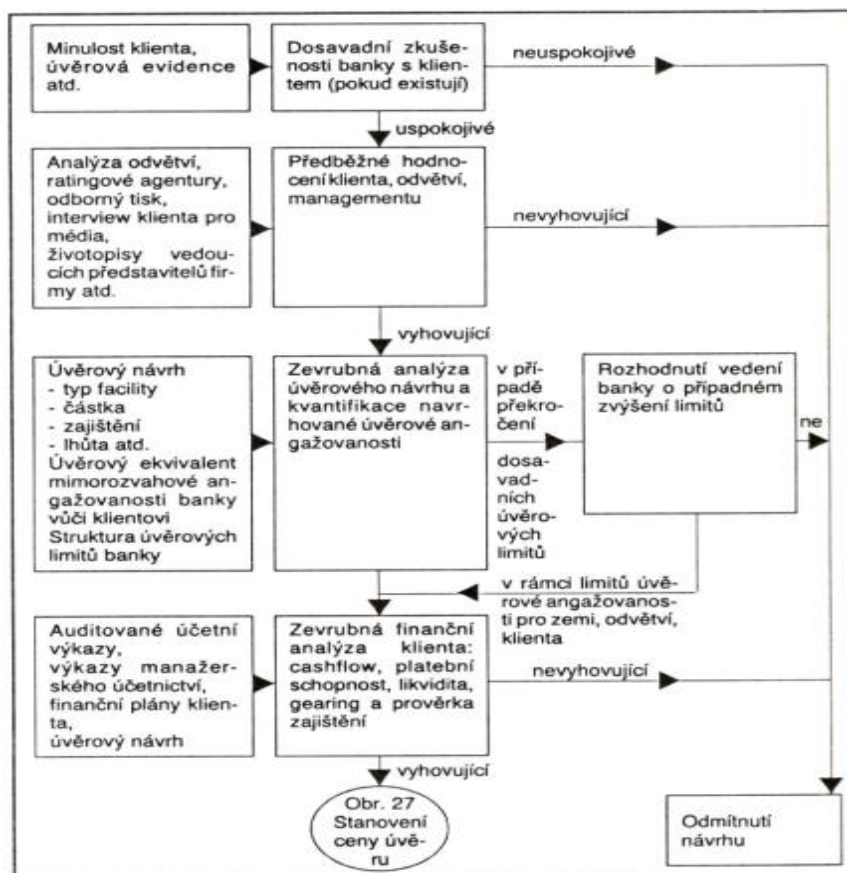 Minulost klienta,
úvěrová evidence
atd.
Dosavadní zkuše-
nosti banky s klien-
tem (pokud existují)
neuspokojivé
uspokojivé
Analýza odvětví,
ratingové agentury,
odborný tisk,
interview klienta pro
média,
životopisy vedou-
cích představitelů fir-
my atd.
Předběžné hodno-
cení klienta, odvětví,
managementu
nevyhovující
vyhovující
Úvěrový návrh
- typ facility
- částka
- zajištění
- lhůta atd.
Úvěrový ekvivalent
mimorozvahové an-
gažovanosti banky
vůči klientovi
Struktura úvěrových
limitů banky
Zevrubná analýza
úvěrového návrhu a
kvantifikace navr-
hované úvěrové an-
gažovanosti
v pří-
padě
překro-
čení
dosa-
vad-
ních
úvěro-
vých
limitů
Rozhodnutí vedení
banky o případném
zvýšení limitů
ne
v rámci limitů úvě-
rové angažovanos-
ti pro zemi, odvětví,
klienta
Auditované účetní
výkazy,
výkazy manažer-
ského účetnictví,
finanční plány klien-
ta,
úvěrový návrh
Zevrubná finanční
analýza klienta:
cashflow, platební
schopnost, likvidita,
gearing a prověrka
zajištění
nevyhovující
vyhovující
Obr. 27
Stanovení
ceny úvě-
ru
Odmítnutí
návrhu